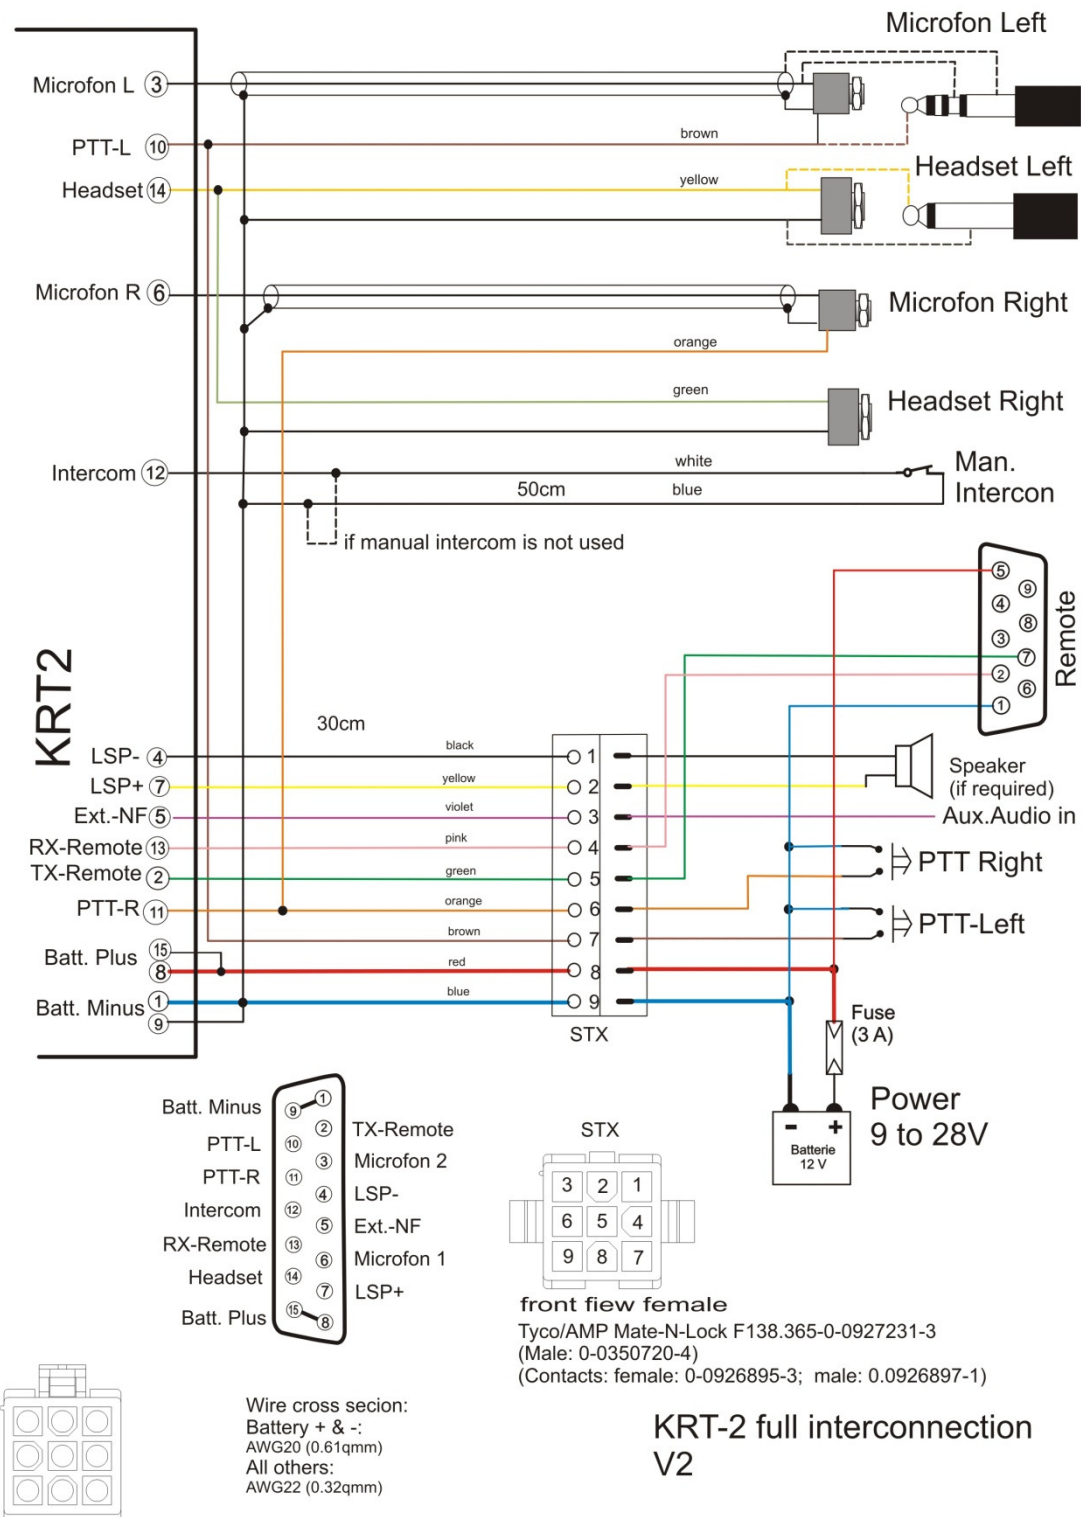 Microfon Left
Microfon L 3
brown
PTT-L 10
Headset Left
Headset 14
yellow
Microfon R 6
Microfon Right
orange
green
Headset Right
Intercom 12
white
Man.
Intercon
50cm
blue
if manual intercom is not used
5
9
4
8
3
7
2
6
1
Remote
KRT2
30cm
LSP- 4
black
1
LSP+ 7
yellow
2
Speaker
(if required)
Ext.-NF 5
violet
3
Aux.Audio in
RX-Remote 13
pink
4
PTT Right
TX-Remote 2
green
5
PTT-R 11
orange
6
PTT-Left
brown
7
Batt. Plus 15
8
red
8
Batt. Minus 1
9
blue
9
STX
Fuse
(3 A)
Power
9 to 28V
- +
Batterie
12 V
Batt. Minus
9
1
2
TX-Remote
PTT-L
10
3
Microfon 2
PTT-R
11
4
LSP-
Intercom
12
5
Ext.-NF
RX-Remote
13
6
Microfon 1
Headset
14
7
LSP+
Batt. Plus
15
8
STX
3 2 1
6 5 4
9 8 7
front fiew female
Tyco/AMP Mate-N-Lock F138.365-0-0927231-3
(Male: 0-0350720-4)
(Contacts: female: 0-0926895-3; male: 0.0926897-1)
Wire cross secion:
Battery + & -:
AWG20 (0.61qmm)
All others:
AWG22 (0.32qmm)
KRT-2 full interconnection
V2